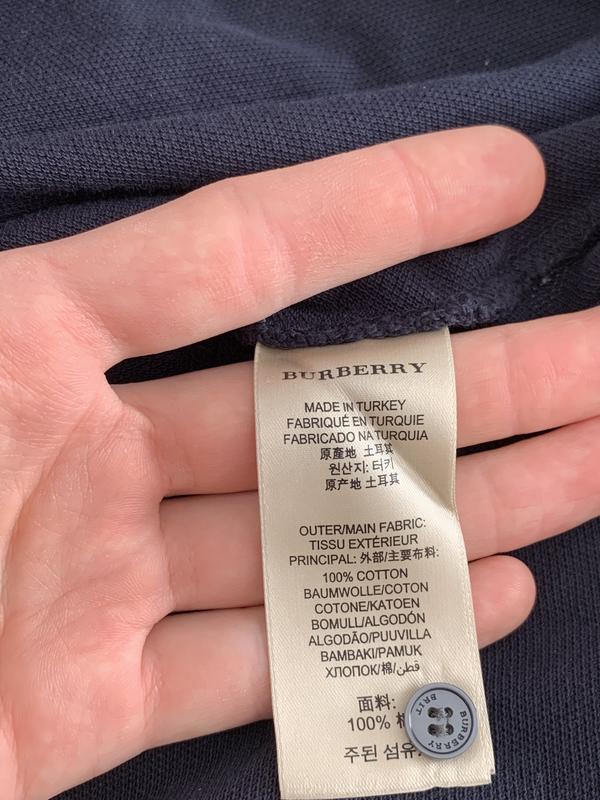 BURBERRY
MADE IN TURKEY
FABRIQUÉ EN TURQUIE
FABRICADO NA TURQUIA
原產地 土耳其
원산지: 터키
原产地 土耳其
OUTER/MAIN FABRIC:
TISSU EXTÉRIEUR
PRINCIPAL: 外部/主要布料:
100% COTTON
BAUMWOLLE/COTON
COTONE/KATOEN
BOMULL/ALGODÓN
ALGODÃO/PUUVILLA
BAMBAKI/PAMUK
ХЛОПОК/棉/قطن
面料:
100%
주된 섬유:
BURBERRY
BRIT